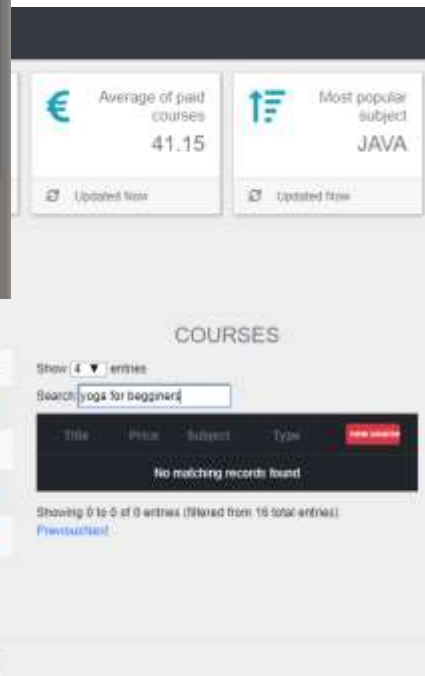 €
Average of paid
courses
41.15
Updated Now
Most popular
subject
JAVA
Updated Now
COURSES
Show 4 entries
Search: yoga for begginers
Title Price Subject Type
No matching records found
Showing 0 to 0 of 0 entries (filtered from 16 total entries)
PreviousNext